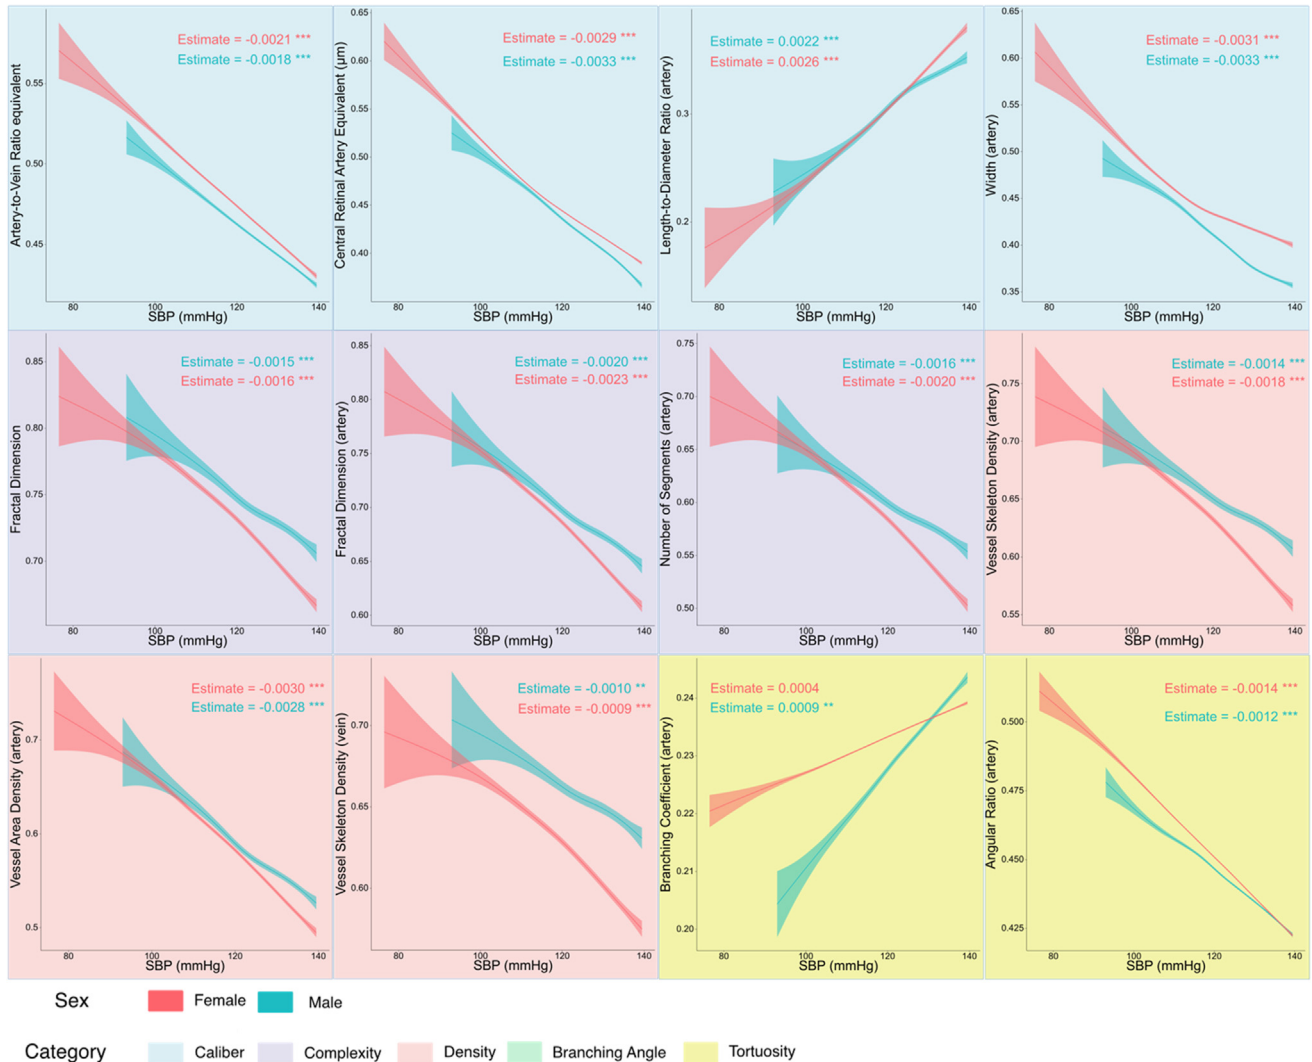 Artery-to-Vein Ratio equivalent
Estimate = -0.0021 ***
Estimate = -0.0018 ***
0.55
0.50
0.45
80 100 120 140
SBP (mmHg)
Central Retinal Artery Equivalent (μm)
Estimate = -0.0029 ***
Estimate = -0.0033 ***
0.65
0.60
0.55
0.50
0.45
0.40
80 100 120 140
SBP (mmHg)
Length-to-Diameter Ratio (artery)
Estimate = 0.0022 ***
Estimate = 0.0026 ***
0.3
0.2
80 100 120 140
SBP (mmHg)
Width (artery)
Estimate = -0.0031 ***
Estimate = -0.0033 ***
0.65
0.60
0.55
0.50
0.45
0.40
0.35
80 100 120 140
SBP (mmHg)
Fractal Dimension
Estimate = -0.0015 ***
Estimate = -0.0016 ***
0.85
0.80
0.75
0.70
80 100 120 140
SBP (mmHg)
Fractal Dimension (artery)
Estimate = -0.0020 ***
Estimate = -0.0023 ***
0.85
0.80
0.75
0.70
0.65
0.60
80 100 120 140
SBP (mmHg)
Number of Segments (artery)
Estimate = -0.0016 ***
Estimate = -0.0020 ***
0.75
0.70
0.65
0.60
0.55
0.50
80 100 120 140
SBP (mmHg)
Vessel Skeleton Density (artery)
Estimate = -0.0014 ***
Estimate = -0.0018 ***
0.75
0.70
0.65
0.60
0.55
80 100 120 140
SBP (mmHg)
Vessel Area Density (artery)
Estimate = -0.0030 ***
Estimate = -0.0028 ***
0.7
0.6
0.5
80 100 120 140
SBP (mmHg)
Vessel Skeleton Density (vein)
Estimate = -0.0010 **
Estimate = -0.0009 ***
0.70
0.65
0.60
80 100 120 140
SBP (mmHg)
Branching Coefficient (artery)
Estimate = 0.0004
Estimate = 0.0009 **
0.24
0.23
0.22
0.21
0.20
80 100 120 140
SBP (mmHg)
Angular Ratio (artery)
Estimate = -0.0014 ***
Estimate = -0.0012 ***
0.500
0.475
0.450
0.425
80 100 120 140
SBP (mmHg)
Sex Female Male
Category Caliber Complexity Density Branching Angle Tortuosity